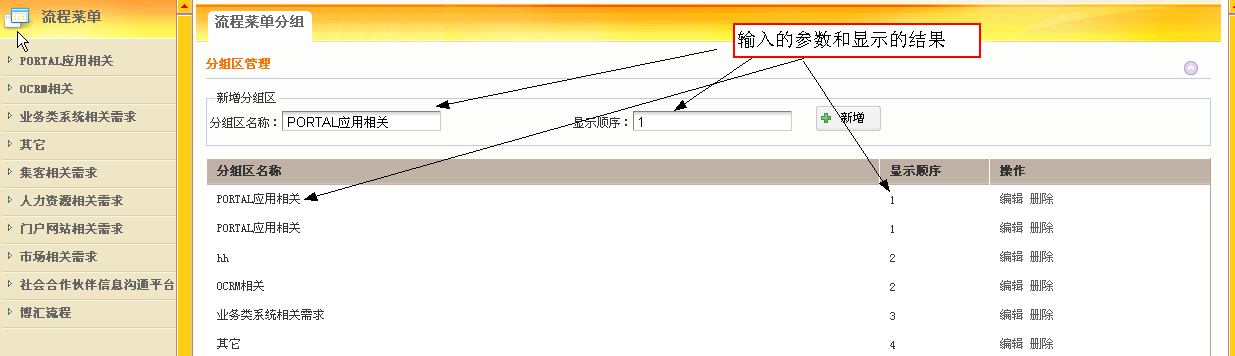 流程菜单
PORTAL应用相关
OCRM相关
业务类系统相关需求
其它
集客相关需求
人力资源相关需求
门户网站相关需求
市场相关需求
社会合作伙伴信息沟通平台
博汇流程
流程菜单分组
输入的参数和显示的结果
分组区管理
新增分组区
分组区名称： PORTAL应用相关 显示顺序： 1 新增
分组区名称 显示顺序 操作
PORTAL应用相关 1 编辑 删除
PORTAL应用相关 1 编辑 删除
hh 2 编辑 删除
OCRM相关 2 编辑 删除
业务类系统相关需求 3 编辑 删除
其它 4 编辑 删除